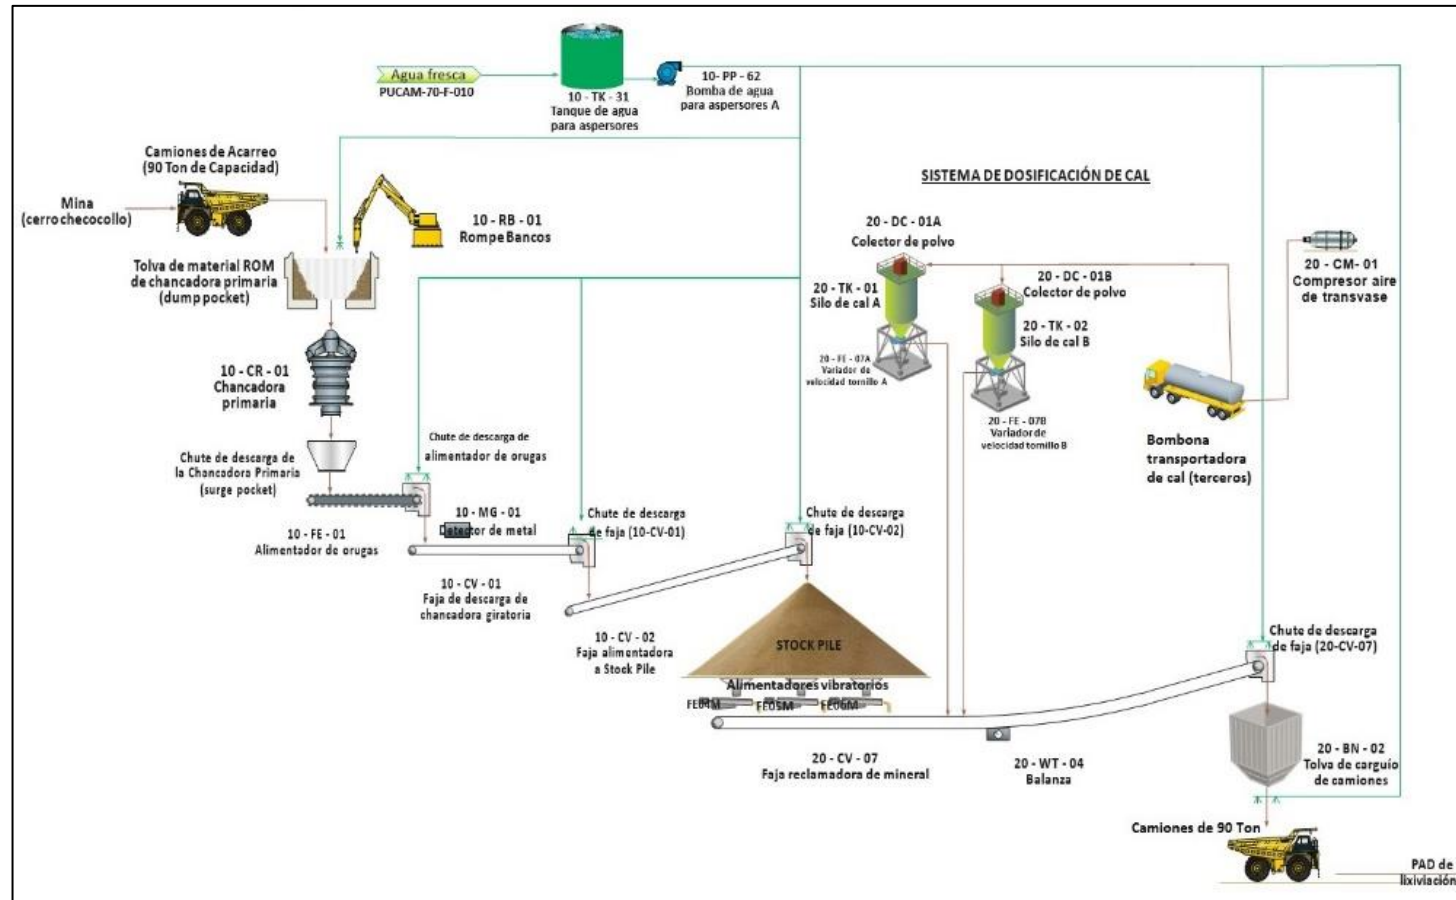 Agua fresca
PUCAM-70-F-010
10 - TK - 31
Tanque de agua
para aspersores
10- PP - 62
Bomba de agua
para aspersores A
Camiones de Acarreo
(90 Ton de Capacidad)
Mina
(cerro checocollo)
10 - RB - 01
Rompe Bancos
Tolva de material ROM
de chancadora primaria
(dump pocket)
SISTEMA DE DOSIFICACIÓN DE CAL
20 - DC - 01A
Colector de polvo
20 - TK - 01
Silo de cal A
20 - DC - 01B
Colector de polvo
20 - TK - 02
Silo de cal B
20 - CM- 01
Compresor aire
de transvase
20 - FE - 07A
Variador de
velocidad tornillo A
20 - FE - 07B
Variador de
velocidad tornillo B
Bombona
transportadora
de cal (terceros)
10 - CR - 01
Chancadora
primaria
Chute de descarga de
la Chancadora Primaria
(surge pocket)
Chute de descarga de
alimentador de orugas
10 - FE - 01
Alimentador de orugas
10 - MG - 01
Detector de metal
Chute de descarga
de faja (10-CV-01)
Chute de descarga
de faja (10-CV-02)
10 - CV - 01
Faja de descarga de
chancadora giratoria
10 - CV - 02
Faja alimentadora
a Stock Pile
STOCK PILE
Alimentadores vibratorios
FE04M
FE05M
FE06M
20 - CV - 07
Faja reclamadora de mineral
20 - WT - 04
Balanza
Chute de descarga
de faja (20-CV-07)
20 - BN - 02
Tolva de carguío
de camiones
Camiones de 90 Ton
PAD de
lixiviación